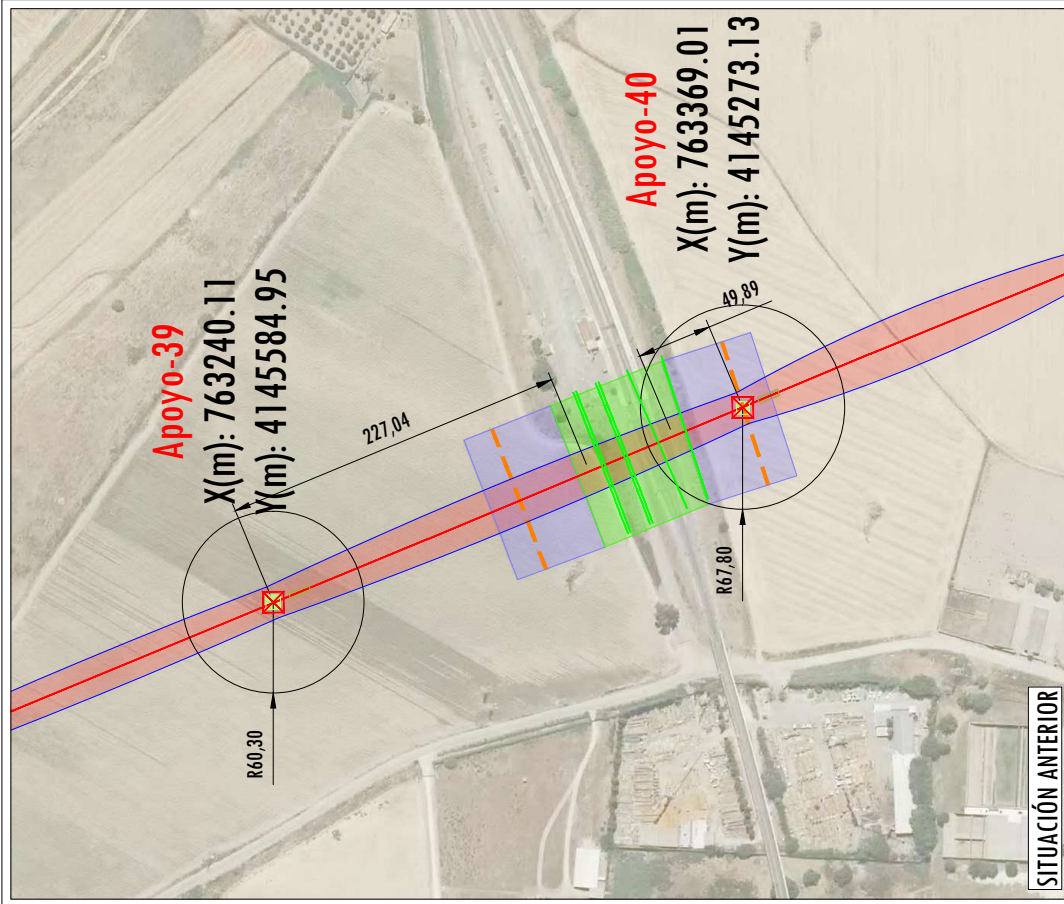 Apoyo-39
X(m): 763240.11
Y(m): 4145584.95
227,04
R60,30
Apoyo-40
X(m): 763369.01
Y(m): 4145273.13
49,89
R67,80
SITUACIÓN ANTERIOR